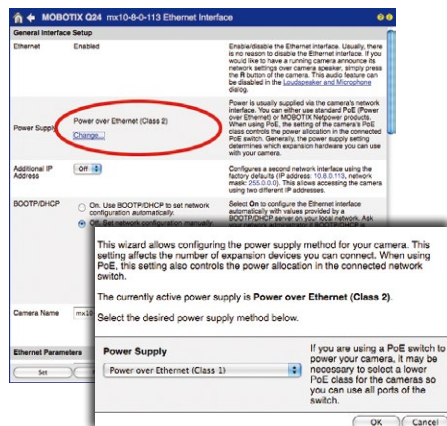 MOBOTIX Q24 mx10-8-0-113 Ethernet Interface
General Interface Setup
Ethernet
Enabled
Enable/disable the Ethernet interface. Usually, there
is no reason to disable the Ethernet interface. If you
would like to have a running camera announce its
network settings over camera speaker, simply press
the R button of the camera. This audio feature can
be disabled in the Loudspeaker and Microphone
dialog.
Power Supply
Power over Ethernet (Class 2)
Change...
Power is usually supplied via the camera's network
interface. You can either use standard PoE (Power
over Ethernet) or MOBOTIX Netpower products.
When using PoE, the setting of the camera's PoE
class controls the power allocation in the connected
PoE switch. Generally, the power supply setting
determines which expansion hardware you can use
with your camera.
Additional IP
Address
Off
Configures a second network interface using the
factory defaults (IP address: 10.8.0.113, network
mask: 255.0.0.0). This allows accessing the camera
using two different IP addresses.
BOOTP/DHCP
On. Use BOOTP/DHCP to set network
configuration automatically.
Off. Set network configuration manually
Select On to configure the Ethernet interface
automatically with values provided by a
BOOTP/DHCP server on your local network. Ask
Camera Name
mx10
Ethernet Parameters
Set
This wizard allows configuring the power supply method for your camera. This
setting affects the number of expansion devices you can connect. When using
PoE, this setting also controls the power allocation in the connected network
switch.
The currently active power supply is Power over Ethernet (Class 2).
Select the desired power supply method below.
Power Supply
Power over Ethernet (Class 1)
If you are using a PoE switch to
power your camera, it may be
necessary to select a lower
PoE class for the cameras so
you can use all ports of the
switch.
OK
Cancel